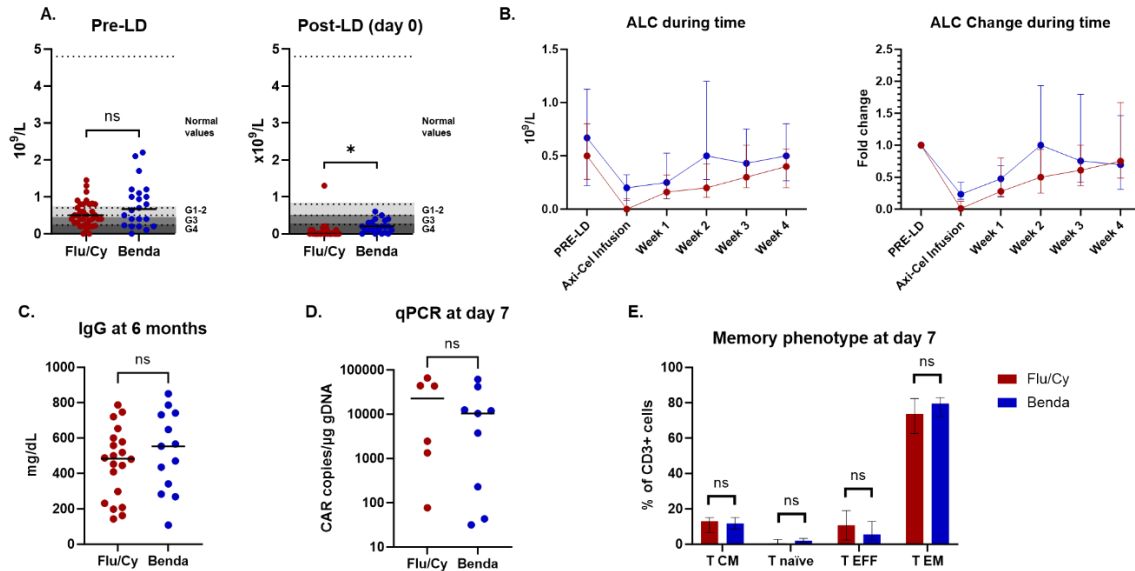 A.
Pre-LD
10⁹/L
5
4
3
2
1
0
ns
Normal
values
G1-2
G3
G4
Flu/Cy
Benda
Post-LD (day 0)
x10⁹/L
5
4
3
2
1
0
*
Normal
values
G1-2
G3
G4
Flu/Cy
Benda
B.
ALC during time
10⁹/L
1.5
1.0
0.5
0.0
PRE-LD
Axi-Cel Infusion
Week 1
Week 2
Week 3
Week 4
ALC Change during time
Fold change
2.5
2.0
1.5
1.0
0.5
0.0
PRE-LD
Axi-Cel Infusion
Week 1
Week 2
Week 3
Week 4
C.
IgG at 6 months
mg/dL
1000
800
600
400
200
0
ns
Flu/Cy
Benda
D.
qPCR at day 7
CAR copies/µg gDNA
100000
10000
1000
100
10
ns
Flu/Cy
Benda
E.
Memory phenotype at day 7
% of CD3+ cells
100
80
60
40
20
0
ns
ns
ns
ns
T CM
T naïve
T EFF
T EM
Flu/Cy
Benda